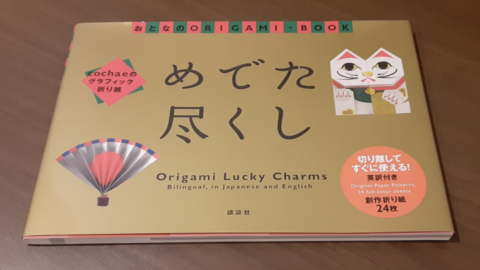 おとなのORIGAMI・BOOK
cochaeの
グラフィック
折り紙
めでた
尽くし
Origami Lucky Charms
Bilingual, in Japanese and English
講談社
切り離して
すぐに使える!
英訳付き
Original Paper Patterns,
24 full-color sheets
創作折り紙
24枚